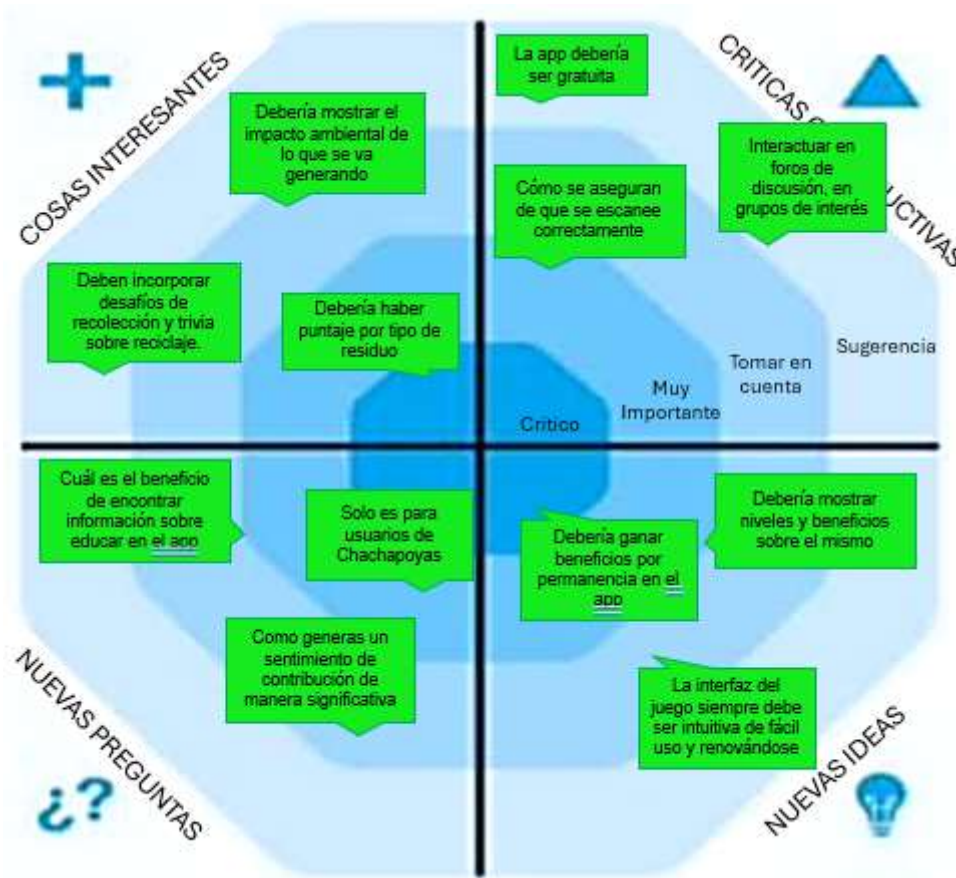 COSAS INTERESANTES
Debería mostrar el
impacto ambiental de
lo que se va
generando
Deben incorporar
desafíos de
recolección y trivia
sobre reciclaje.
Debería haber
puntaje por tipo de
residuo
La app debería
ser gratuita
CRITICAS
UCTIVAS
Interactuar en
foros de
discusión, en
grupos de interés
Cómo se aseguran
de que se escanee
correctamente
Sugerencia
Tomar en
cuenta
Muy
Importante
Crítico
Cuál es el beneficio
de encontrar
información sobre
educar en el app
Solo es para
usuarios de
Chachapoyas
Como generas un
sentimiento de
contribución de
manera significativa
NUEVAS PREGUNTAS
¿?
Debería ganar
beneficios por
permanencia en el
app
Debería mostrar
niveles y beneficios
sobre el mismo
La interfaz del
juego siempre debe
ser intuitiva de fácil
uso y renovándose
NUEVAS IDEAS